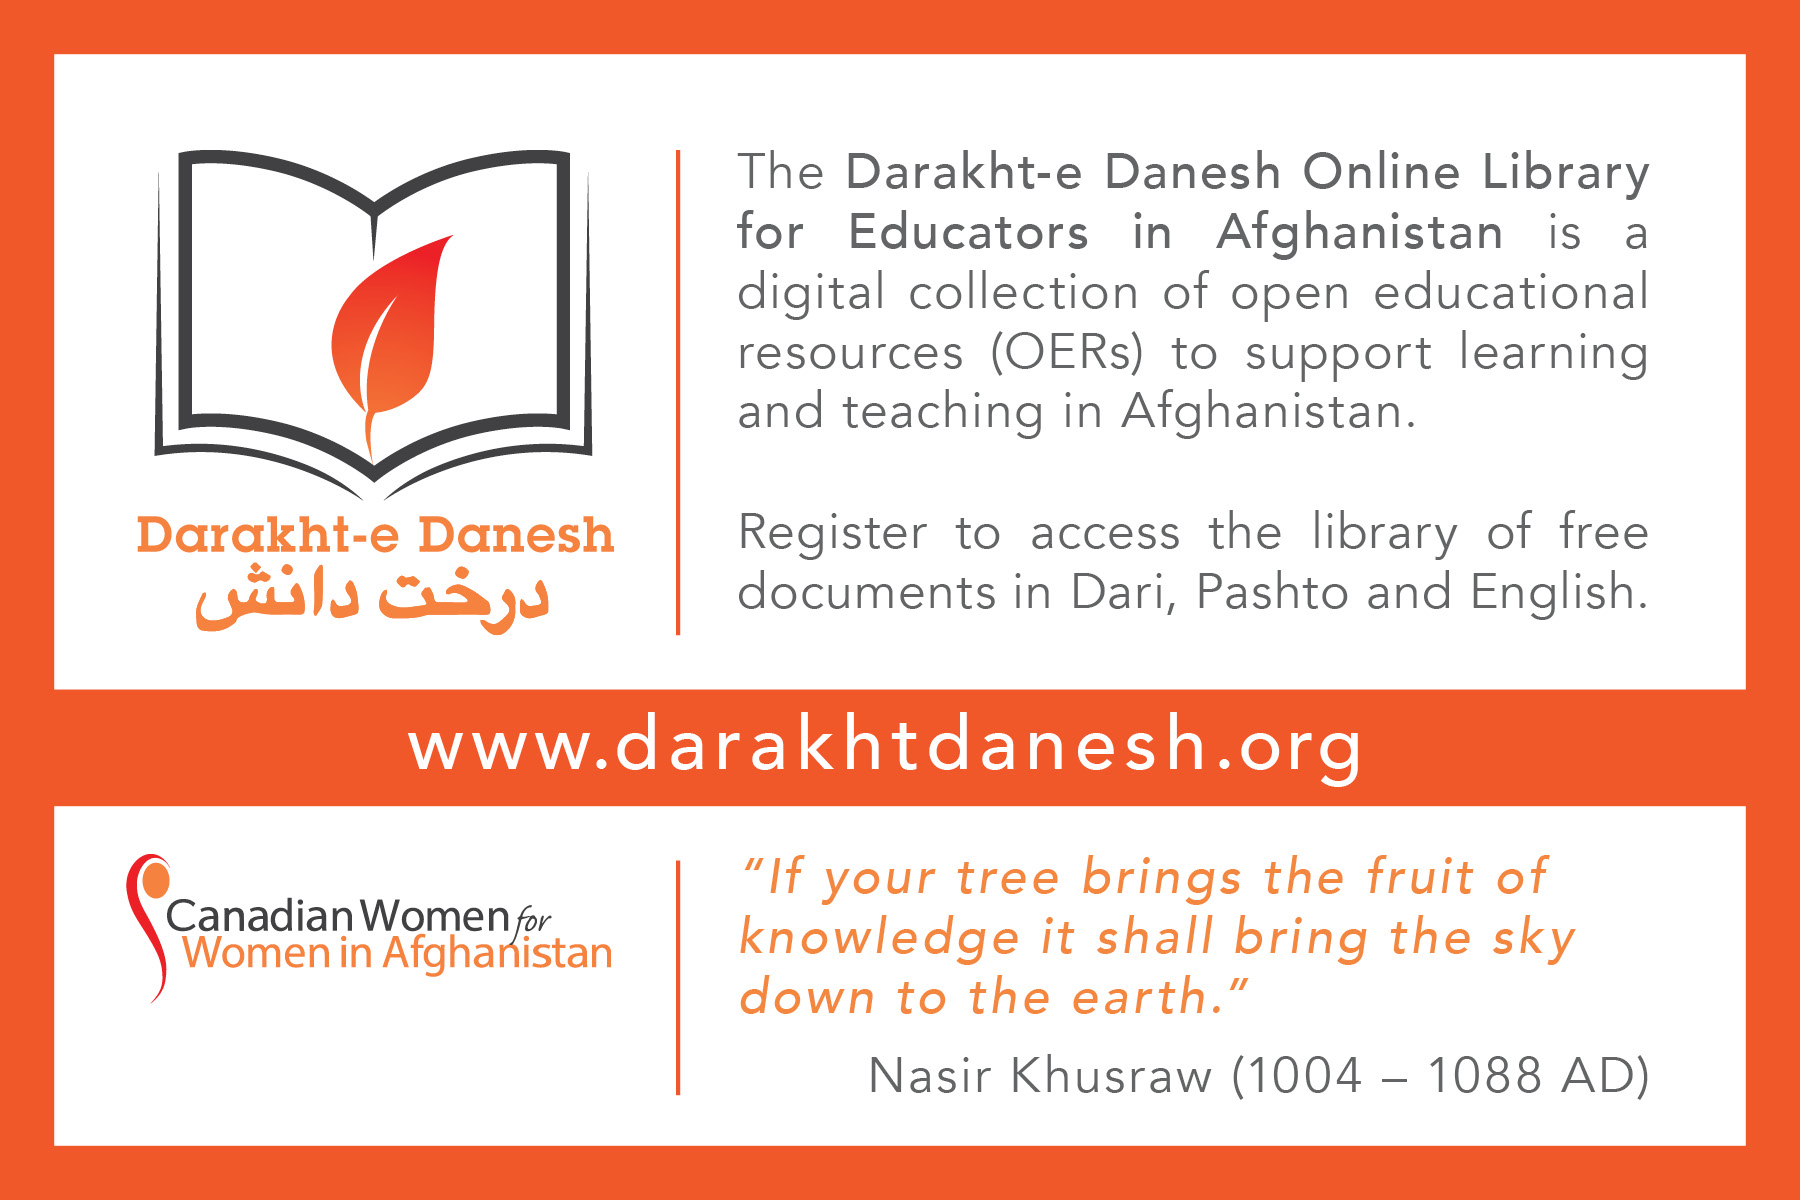 Darakht-e Danesh
درخت دانش
The Darakht-e Danesh Online Library
for Educators in Afghanistan is a
digital collection of open educational
resources (OERs) to support learning
and teaching in Afghanistan.
Register to access the library of free
documents in Dari, Pashto and English.
www.darakhtdanesh.org
Canadian Women for
Women in Afghanistan
“If your tree brings the fruit of
knowledge it shall bring the sky
down to the earth.”
Nasir Khusraw (1004 – 1088 AD)